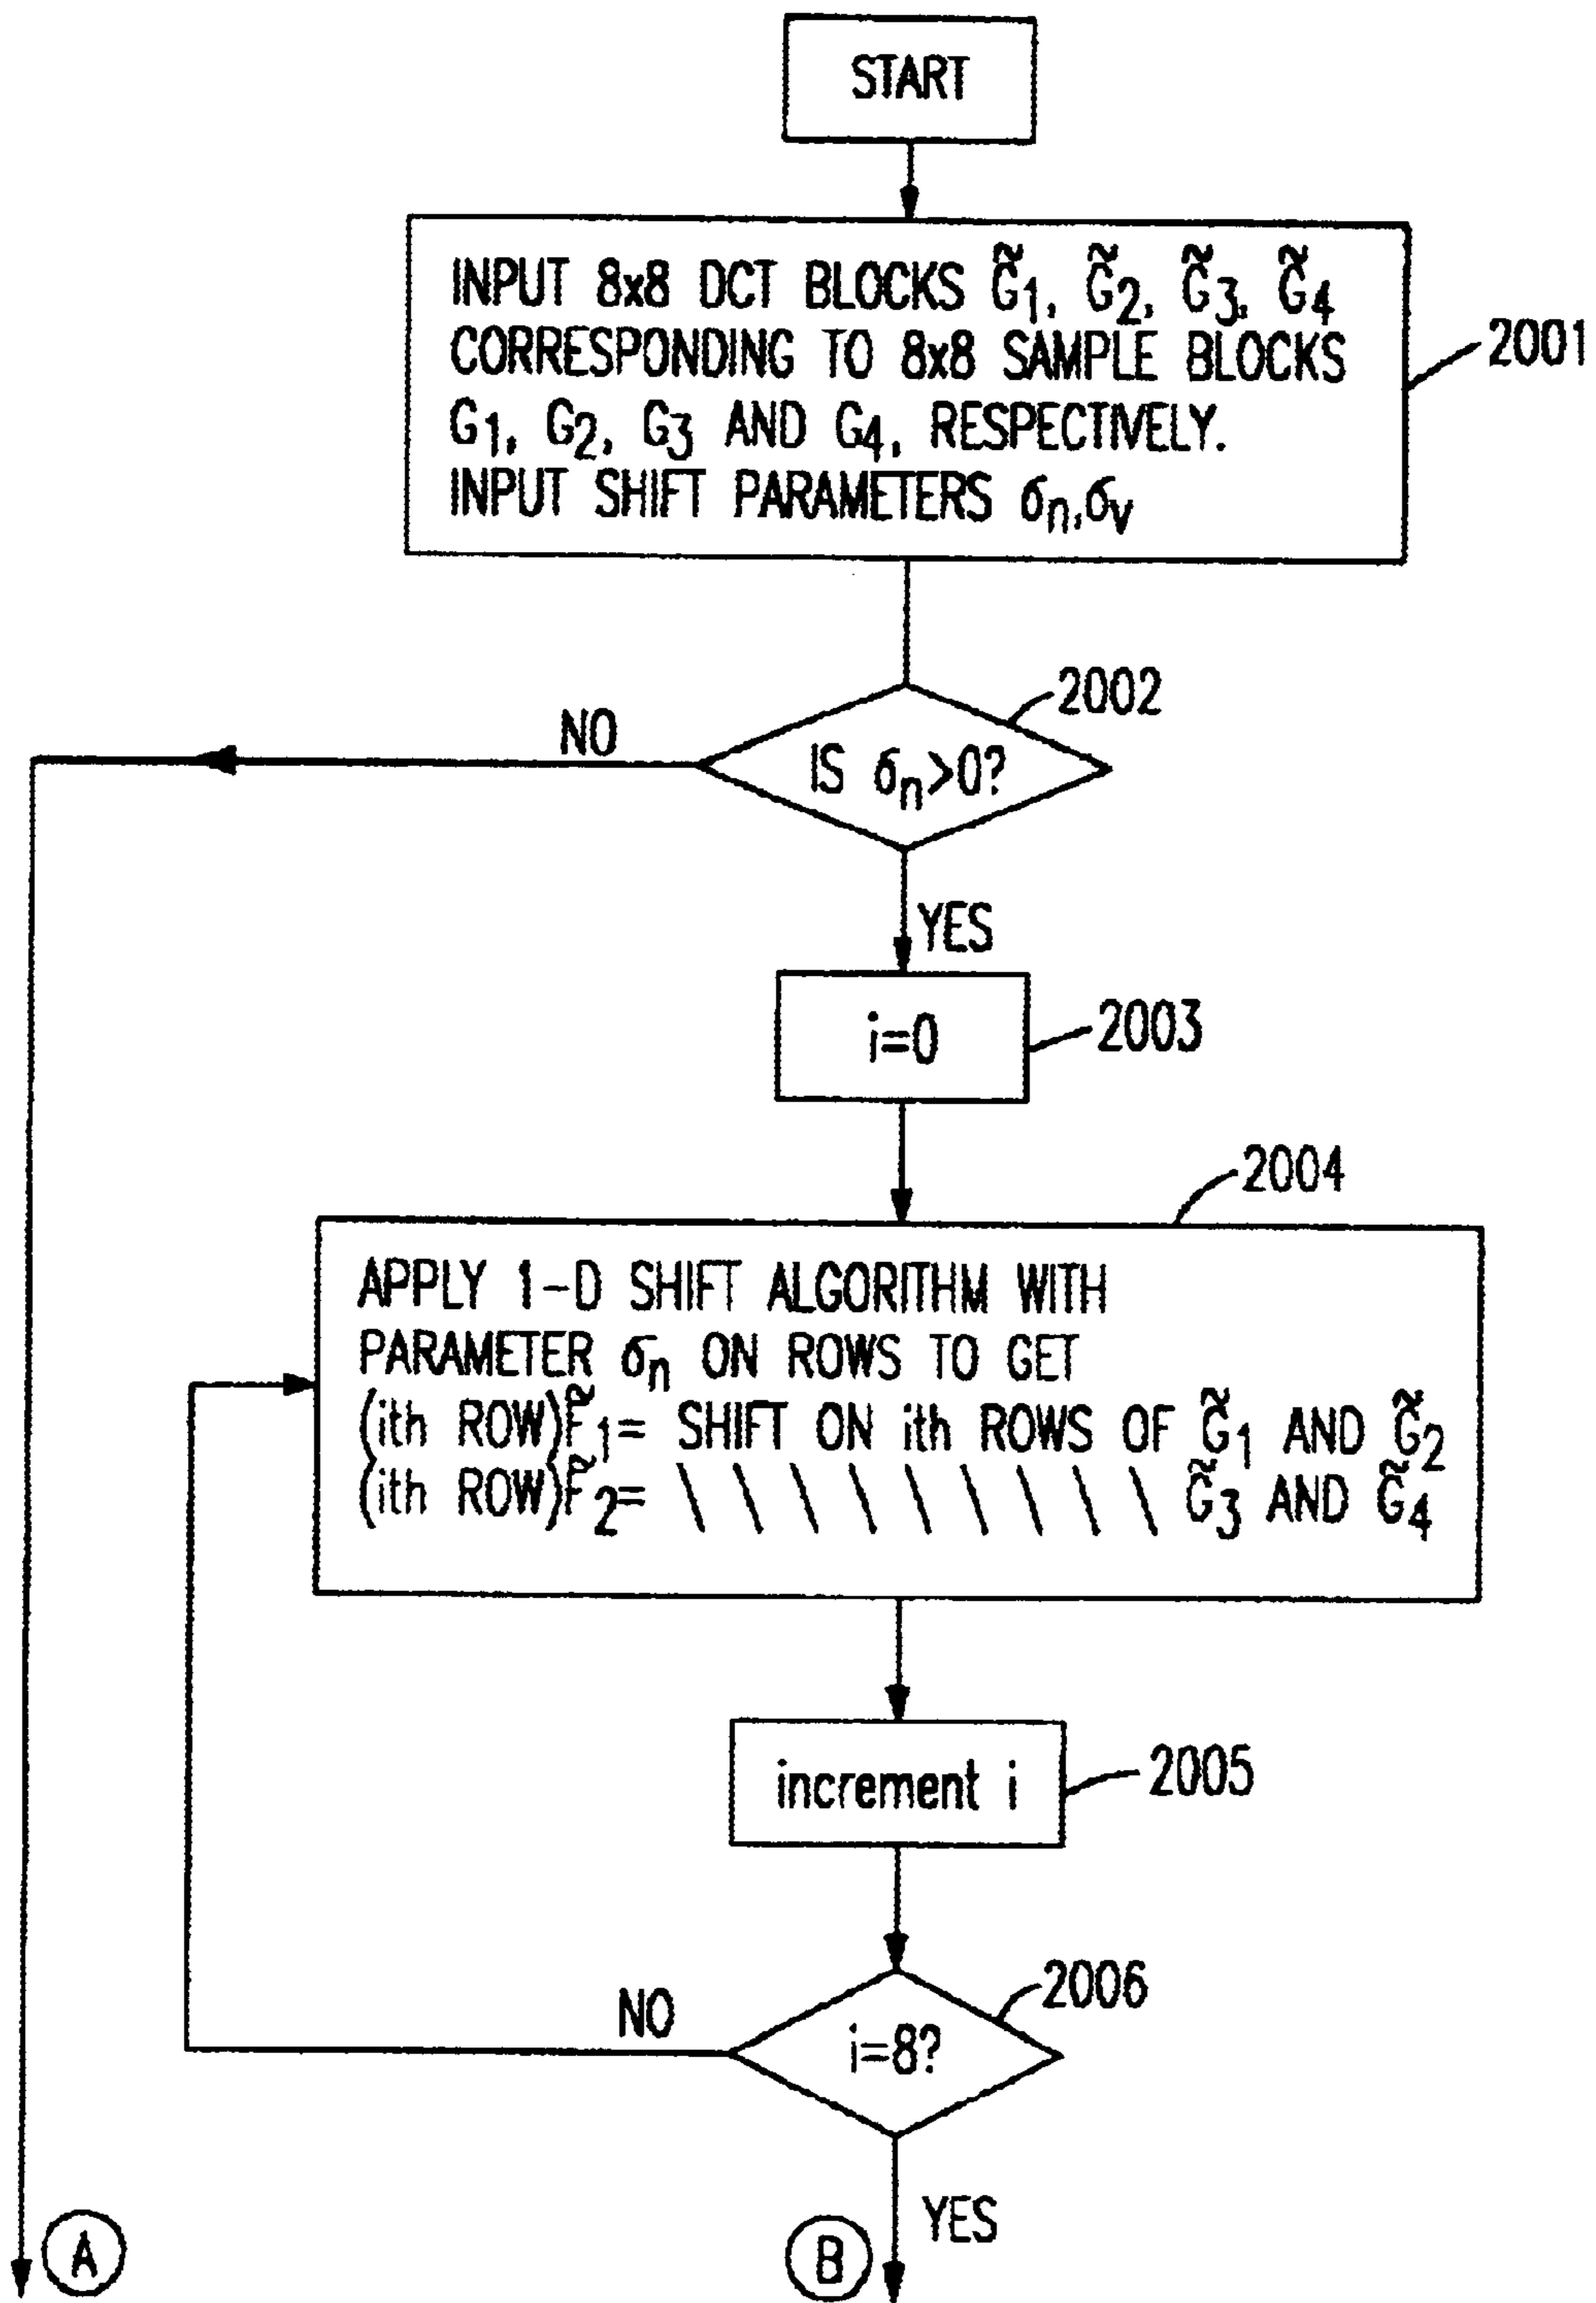 START
INPUT 8x8 DCT BLOCKS G̃1, G̃2, G̃3, G̃4
CORRESPONDING TO 8x8 SAMPLE BLOCKS
G1, G2, G3 AND G4, RESPECTIVELY.
INPUT SHIFT PARAMETERS σn,σv
2001
2002
NO
IS σn>0?
YES
i=0
2003
2004
APPLY 1-D SHIFT ALGORITHM WITH
PARAMETER σn ON ROWS TO GET
(ith ROW)F̃1= SHIFT ON ith ROWS OF G̃1 AND G̃2
(ith ROW)F̃2= \ \ \ \ \ \ \ \ \ G̃3 AND G̃4
increment i
2005
2006
NO
i=8?
YES
A
B